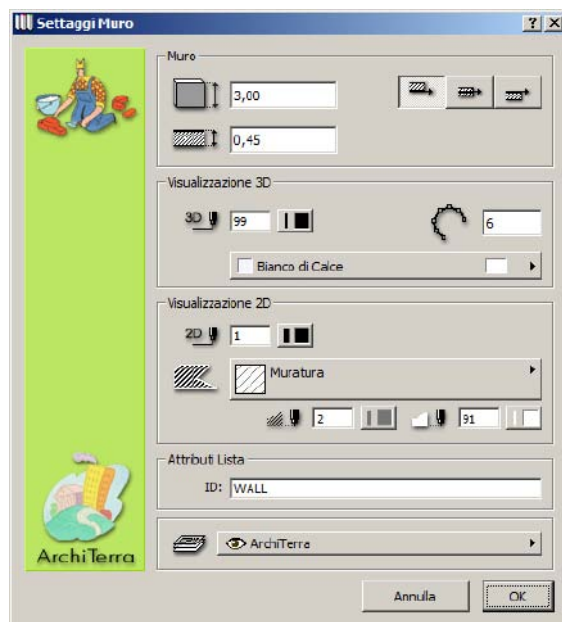 Settaggi Muro
Muro
3,00
0,45
Visualizzazione 3D
3D 99
6
Bianco di Calce
Visualizzazione 2D
2D 1
Muratura
2 91
Attributi Lista
ID: WALL
ArchiTerra
ArchiTerra
Annulla OK